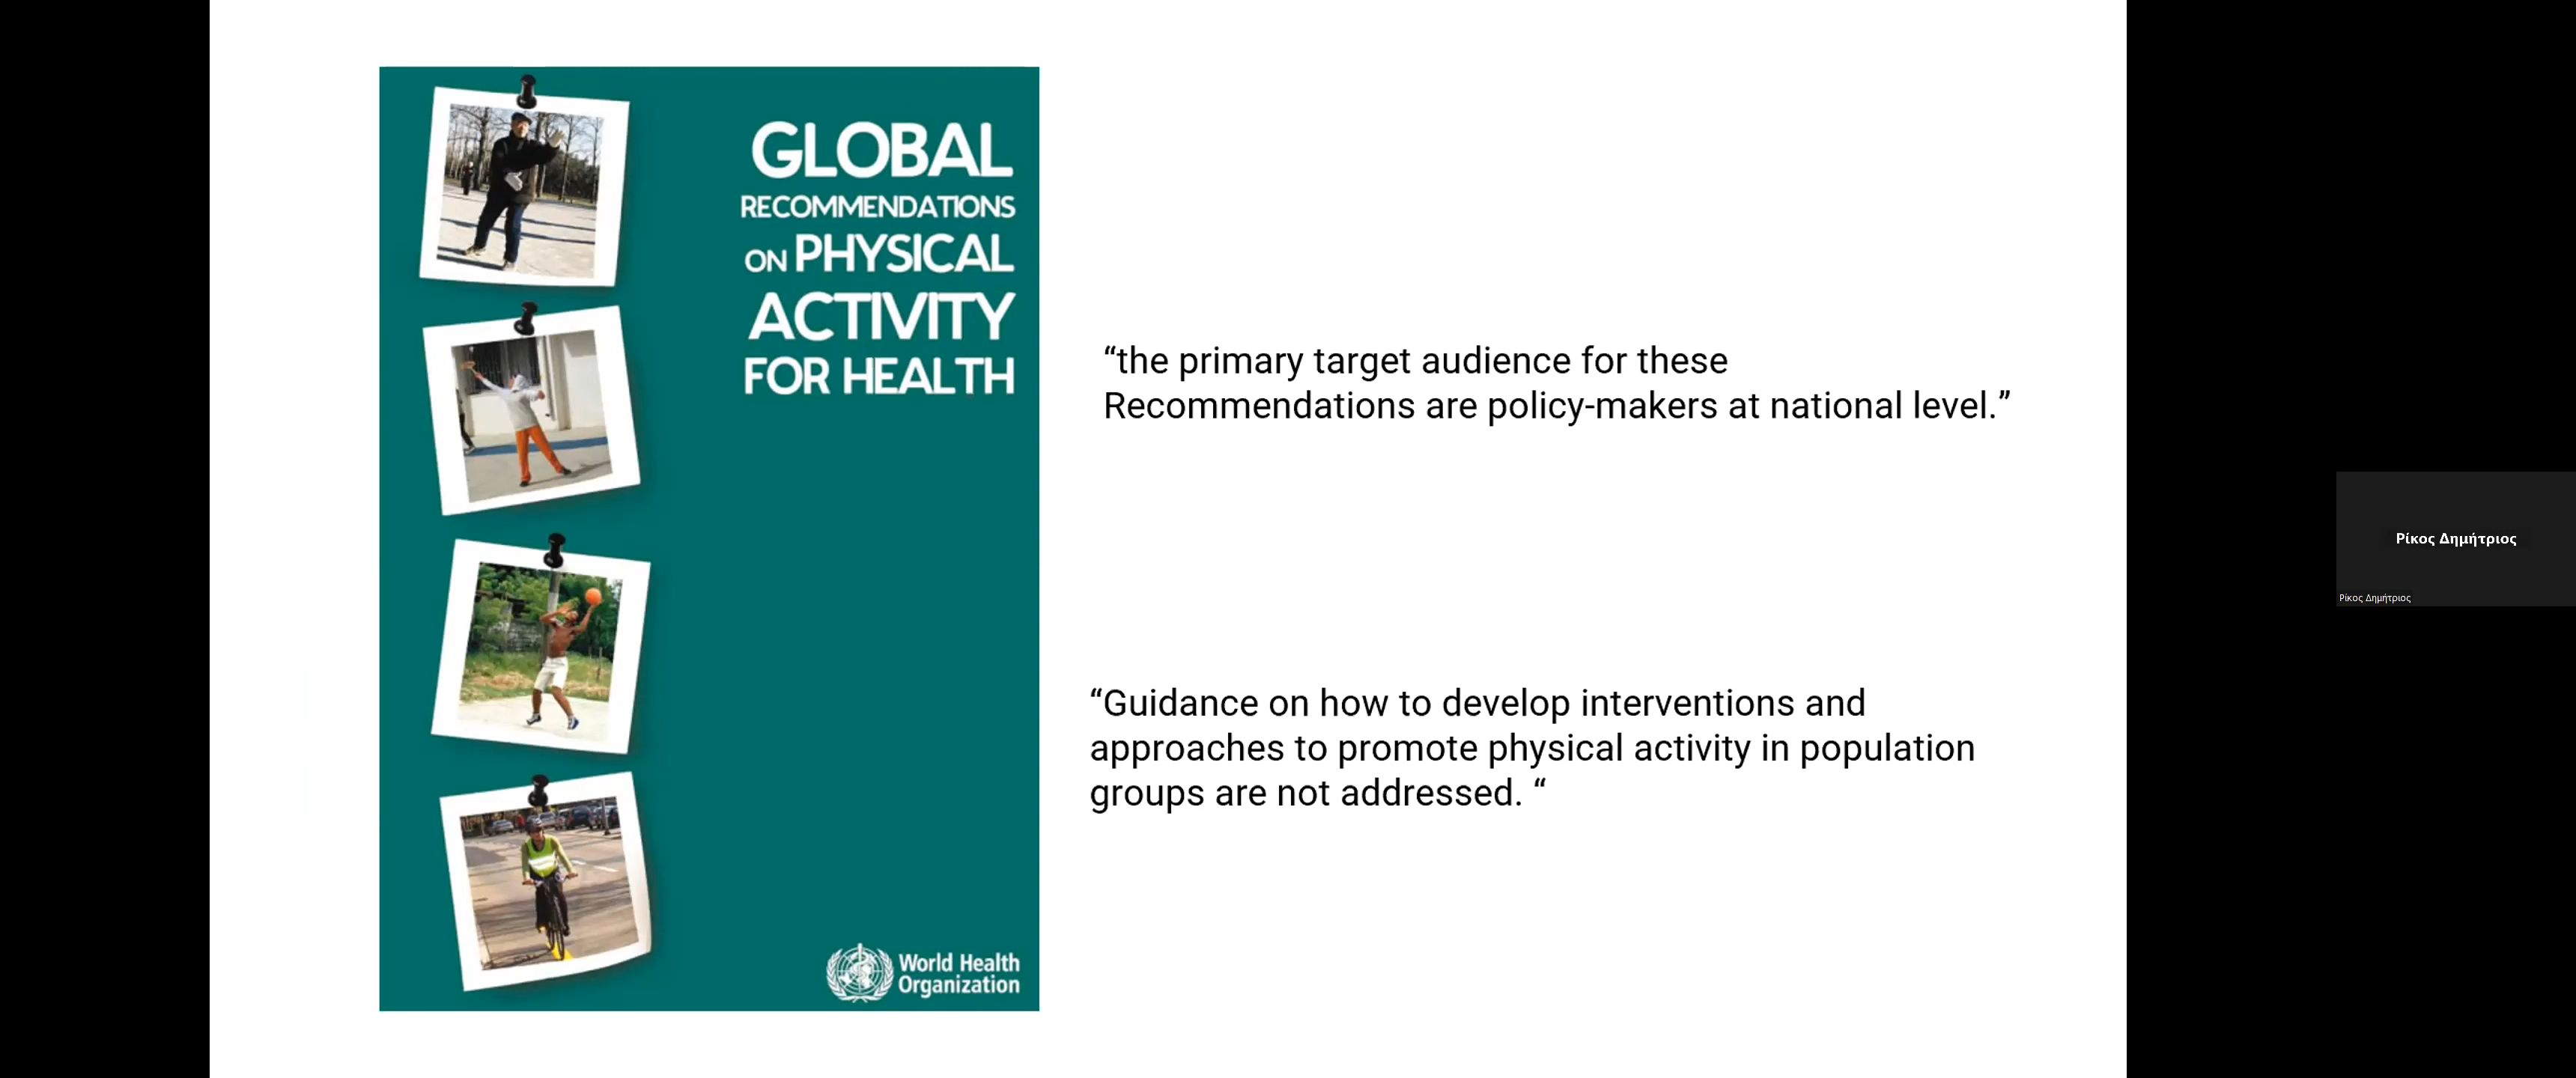 GLOBAL
RECOMMENDATIONS
ON PHYSICAL
ACTIVITY
FOR HEALTH
World Health
Organization
“the primary target audience for these
Recommendations are policy-makers at national level.”
“Guidance on how to develop interventions and
approaches to promote physical activity in population
groups are not addressed. “
Ρίκος Δημήτριος
Ρίκος Δημήτριος